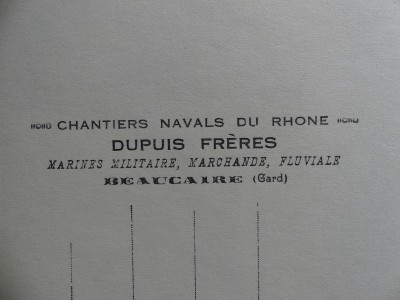 CHANTIERS NAVALS DU RHONE
DUPUIS FRÈRES
MARINES MILITAIRE, MARCHANDE, FLUVIALE
BEAUCAIRE (Gard)